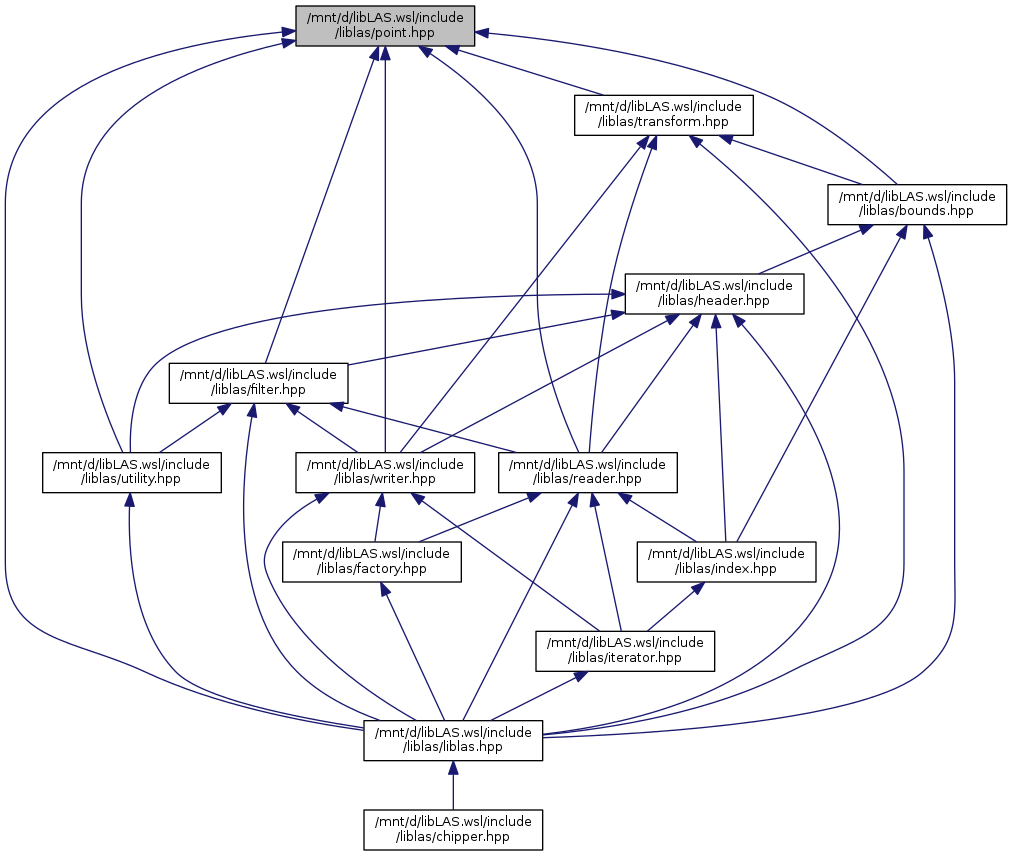 /mnt/d/libLAS.wsl/include
/liblas/point.hpp
/mnt/d/libLAS.wsl/include
/liblas/transform.hpp
/mnt/d/libLAS.wsl/include
/liblas/bounds.hpp
/mnt/d/libLAS.wsl/include
/liblas/header.hpp
/mnt/d/libLAS.wsl/include
/liblas/filter.hpp
/mnt/d/libLAS.wsl/include
/liblas/utility.hpp
/mnt/d/libLAS.wsl/include
/liblas/writer.hpp
/mnt/d/libLAS.wsl/include
/liblas/reader.hpp
/mnt/d/libLAS.wsl/include
/liblas/factory.hpp
/mnt/d/libLAS.wsl/include
/liblas/index.hpp
/mnt/d/libLAS.wsl/include
/liblas/iterator.hpp
/mnt/d/libLAS.wsl/include
/liblas/liblas.hpp
/mnt/d/libLAS.wsl/include
/liblas/chipper.hpp